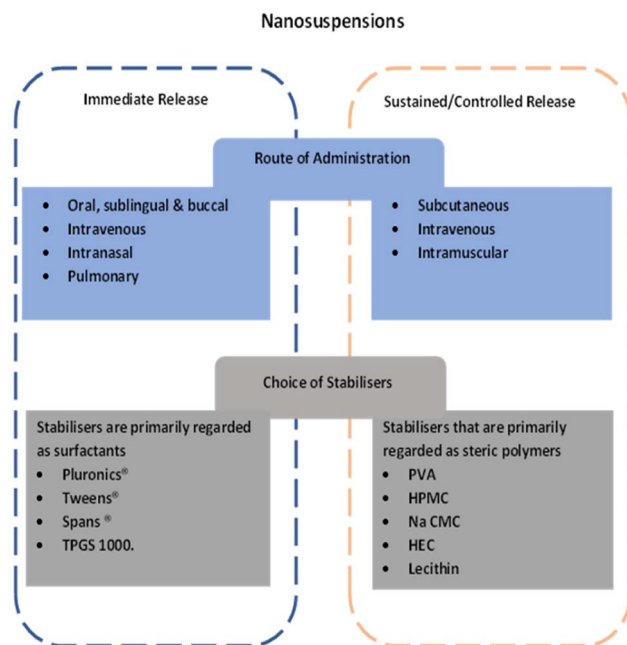 Nanosuspensions
Immediate Release
Sustained/Controlled Release
Route of Administration
• Oral, sublingual & buccal
• Intravenous
• Intranasal
• Pulmonary
• Subcutaneous
• Intravenous
• Intramuscular
Choice of Stabilisers
Stabilisers are primarily regarded
as surfactants
• Pluronics®
• Tweens®
• Spans ®
• TPGS 1000.
Stabilisers that are primarily
regarded as steric polymers
• PVA
• HPMC
• Na CMC
• HEC
• Lecithin